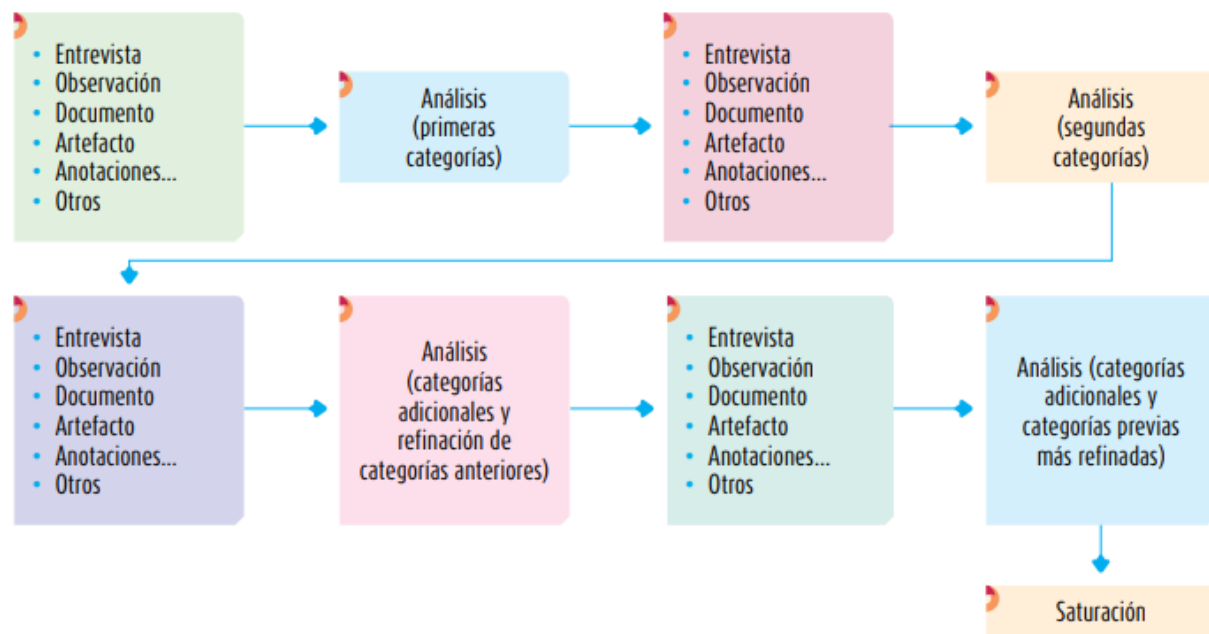 • Entrevista
• Observación
• Documento
• Artefacto
• Anotaciones...
• Otros
Análisis
(primeras
categorías)
• Entrevista
• Observación
• Documento
• Artefacto
• Anotaciones...
• Otros
Análisis
(segundas
categorías)
• Entrevista
• Observación
• Documento
• Artefacto
• Anotaciones...
• Otros
Análisis
(categorías
adicionales y
refinación de
categorías anteriores)
• Entrevista
• Observación
• Documento
• Artefacto
• Anotaciones...
• Otros
Análisis (categorías
adicionales y
categorías previas
más refinadas)
Saturación